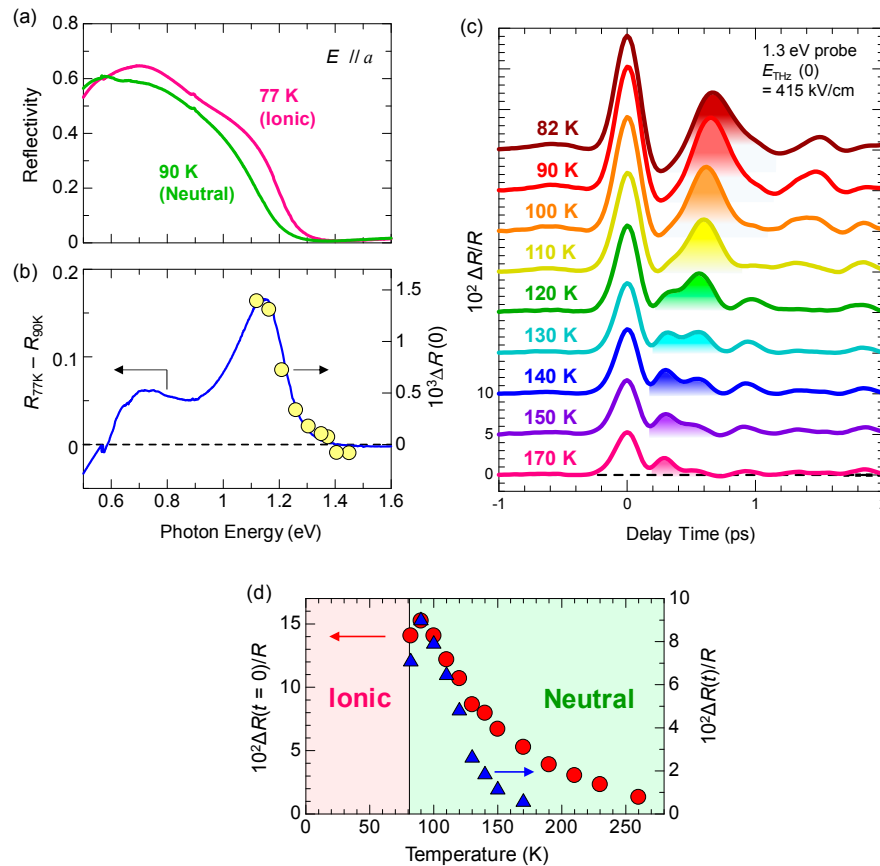 (a)
Reflectivity
0.8
0.6
0.4
0.2
0
E // a
77 K
(Ionic)
90 K
(Neutral)
(b)
R77K − R90K
0.2
0.1
0
10³ΔR(0)
1.5
1
0.5
0
0.6
0.8
1
1.2
1.4
1.6
Photon Energy (eV)
(c)
1.3 eV probe
ETHz (0)
= 415 kV/cm
10² ΔR/R
82 K
90 K
100 K
110 K
120 K
130 K
140 K
150 K
170 K
10
5
0
-1
0
1
2
Delay Time (ps)
(d)
10²ΔR(t = 0)/R
15
10
5
0
Ionic
Neutral
10²ΔR(t)/R
10
8
6
4
2
0
0
50
100
150
200
250
Temperature (K)